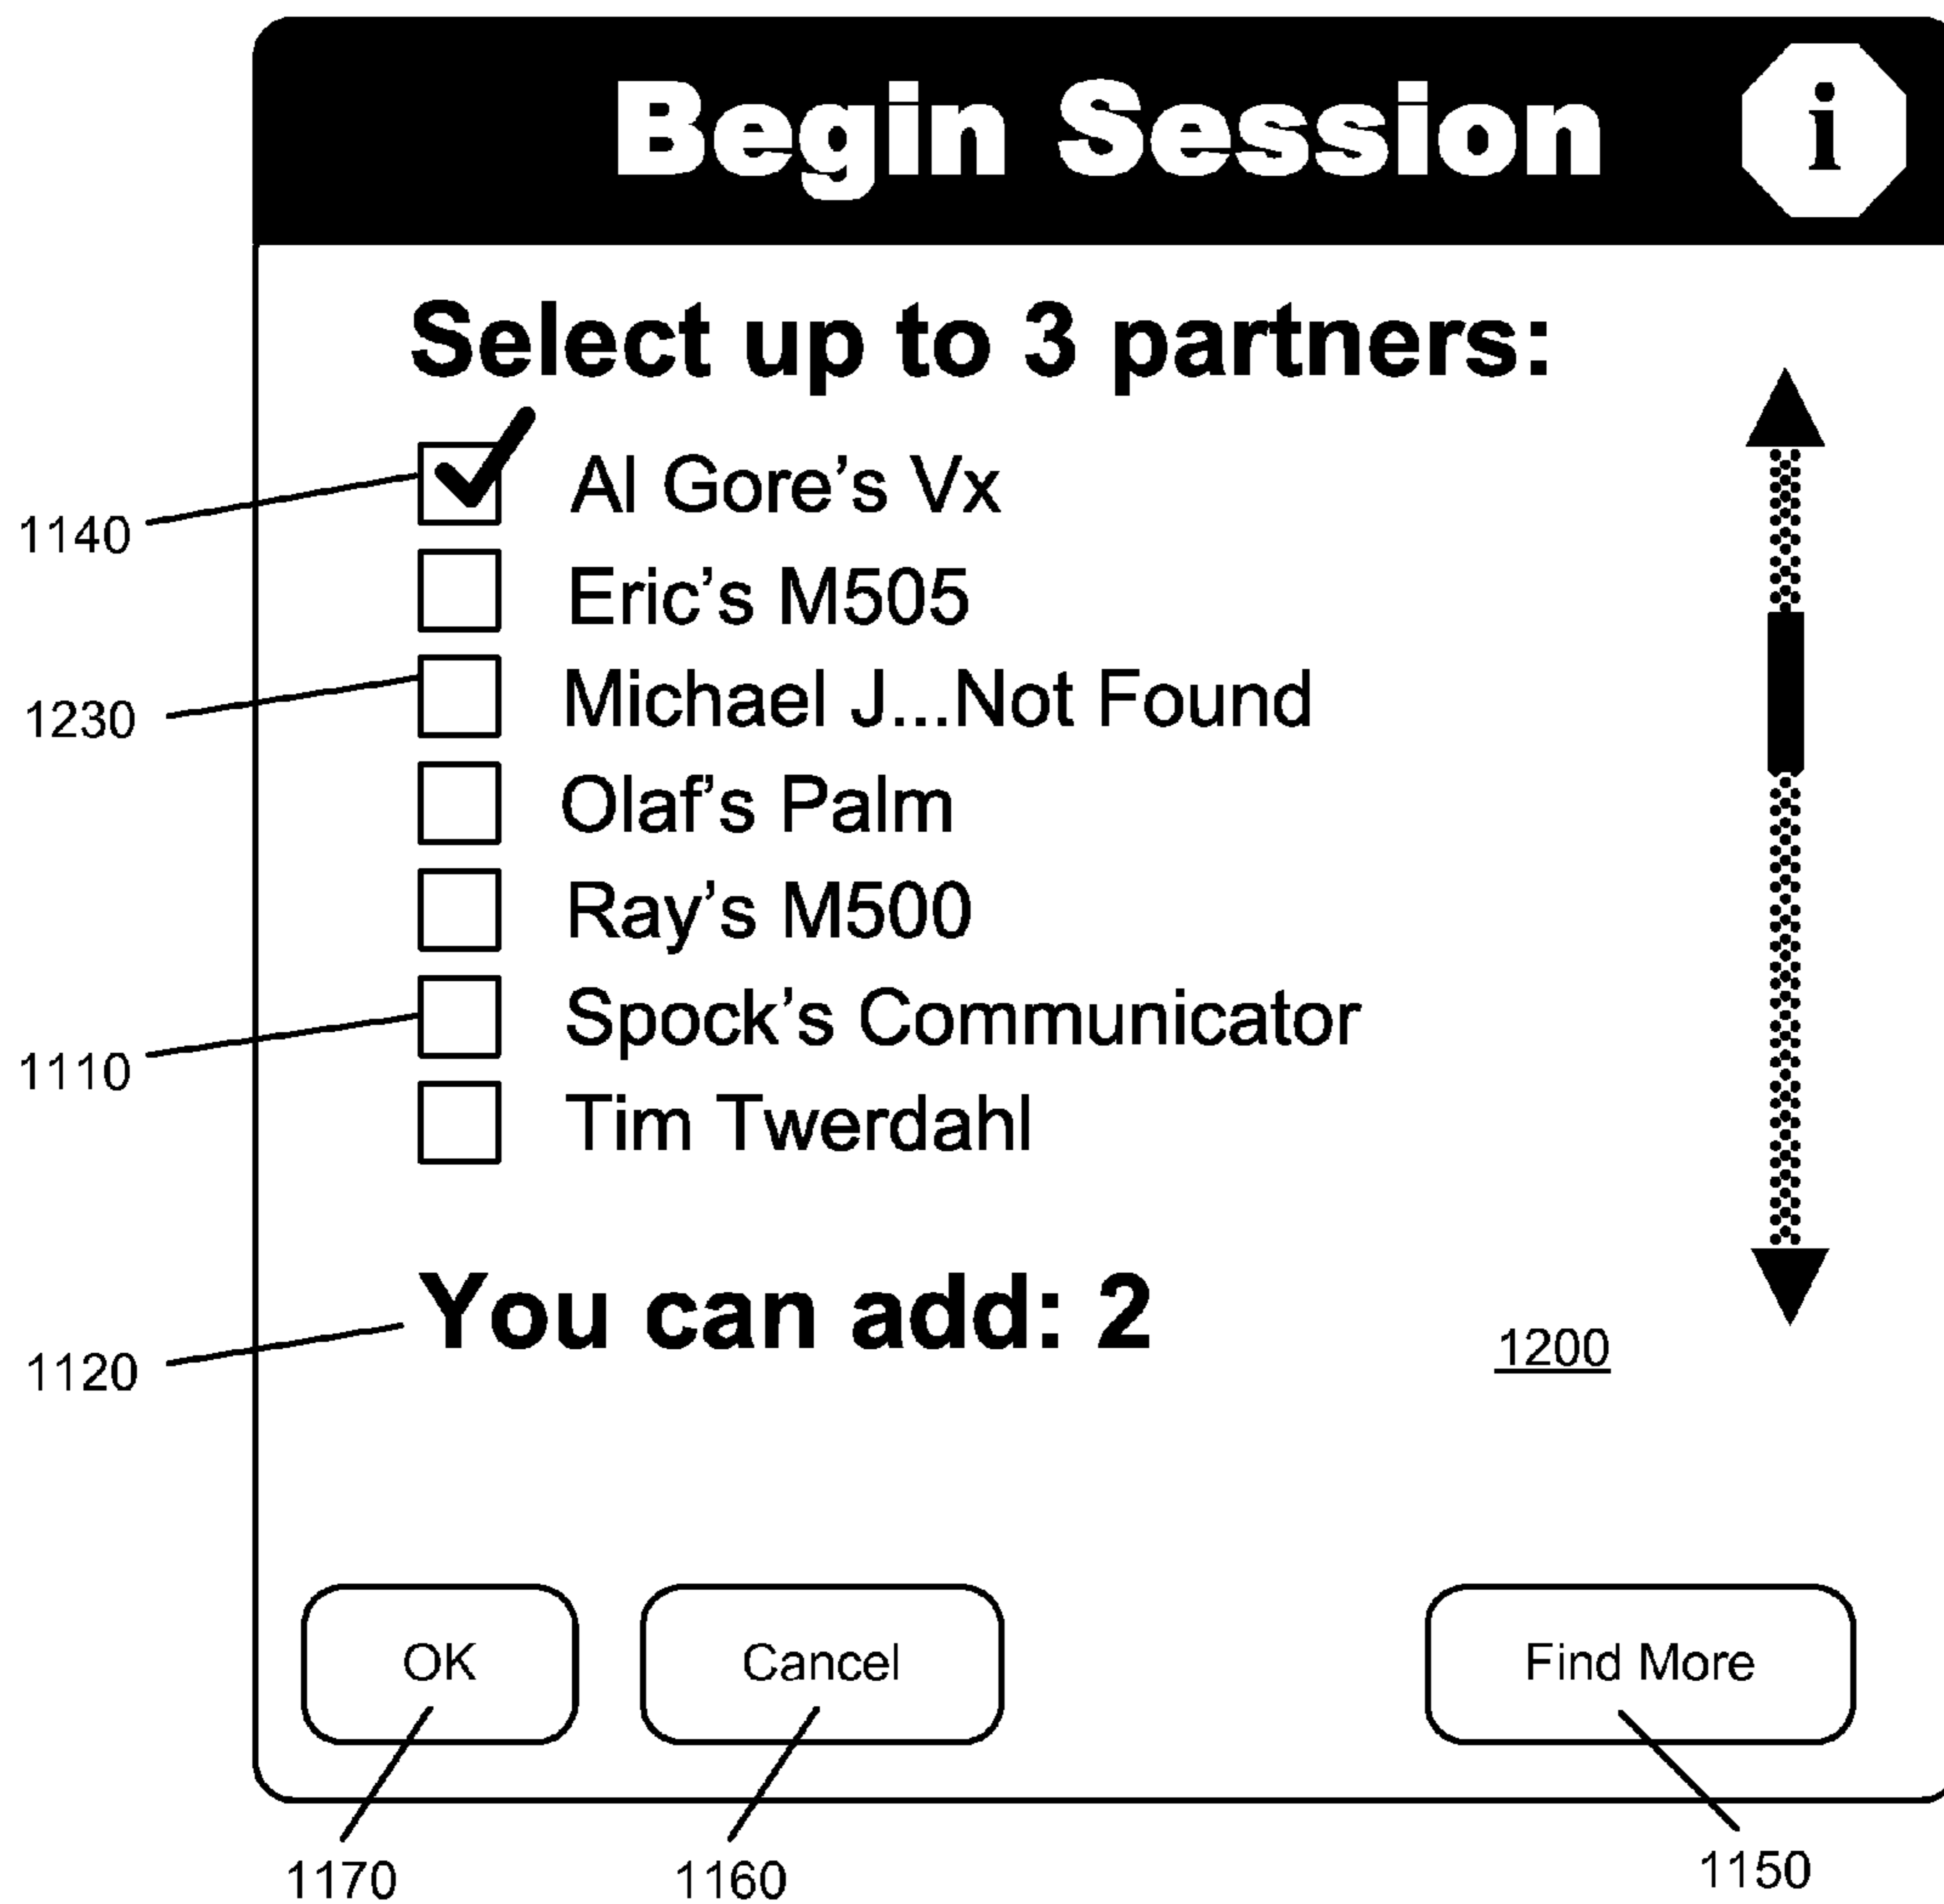 Begin Session i
Select up to 3 partners:
1140 Al Gore's Vx
Eric's M505
1230 Michael J...Not Found
Olaf's Palm
Ray's M500
1110 Spock's Communicator
Tim Twerdahl
1120 You can add: 2
1200
OK Cancel Find More
1170 1160 1150